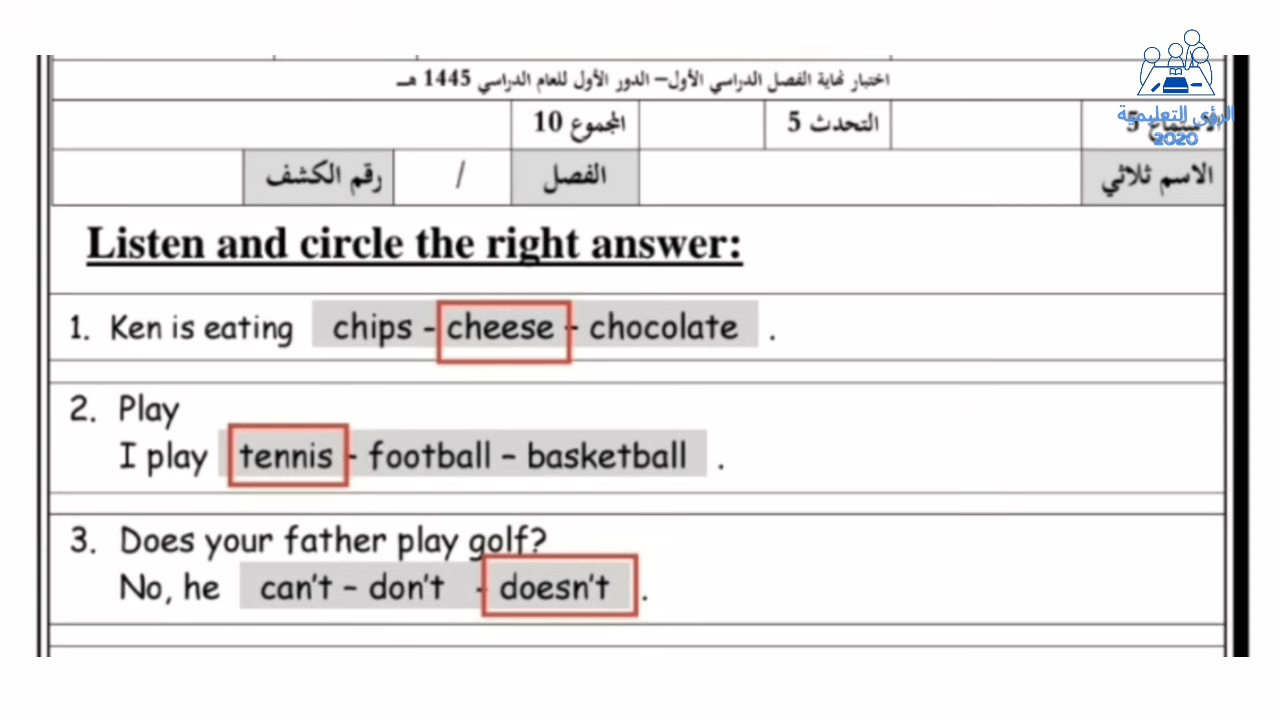 اختبار نهاية الفصل الدراسي الأول– الدور الأول للعام الدراسي 1445 هـ
الاستماع 5 التحدث 5 المجموع 10
الاسم ثلاثي الفصل / رقم الكشف
الرؤى التعليمية
2020
Listen and circle the right answer:
1. Ken is eating chips - cheese - chocolate .
2. Play
I play tennis - football – basketball .
3. Does your father play golf?
No, he can't – don't - doesn't .